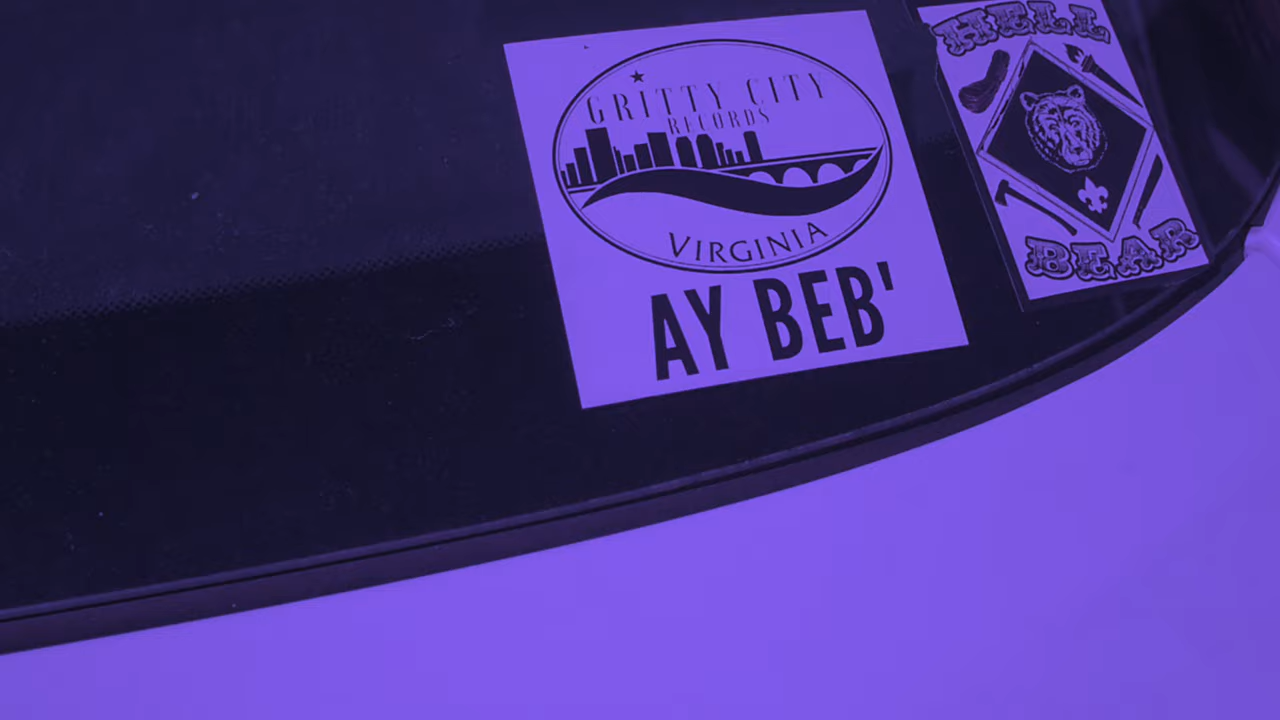 GRITTY CITY
RECORDS
VIRGINIA
AY BEB'
HELL
BEAR